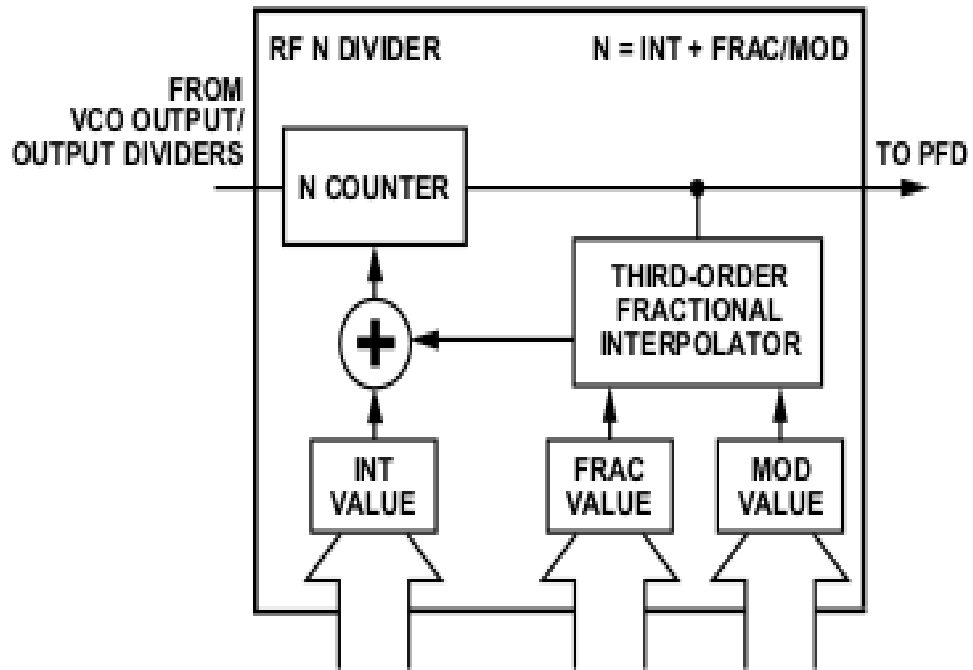 RF N DIVIDER
N = INT + FRAC/MOD
FROM
VCO OUTPUT/
OUTPUT DIVIDERS
N COUNTER
TO PFD
THIRD-ORDER
FRACTIONAL
INTERPOLATOR
+
INT
VALUE
FRAC
VALUE
MOD
VALUE